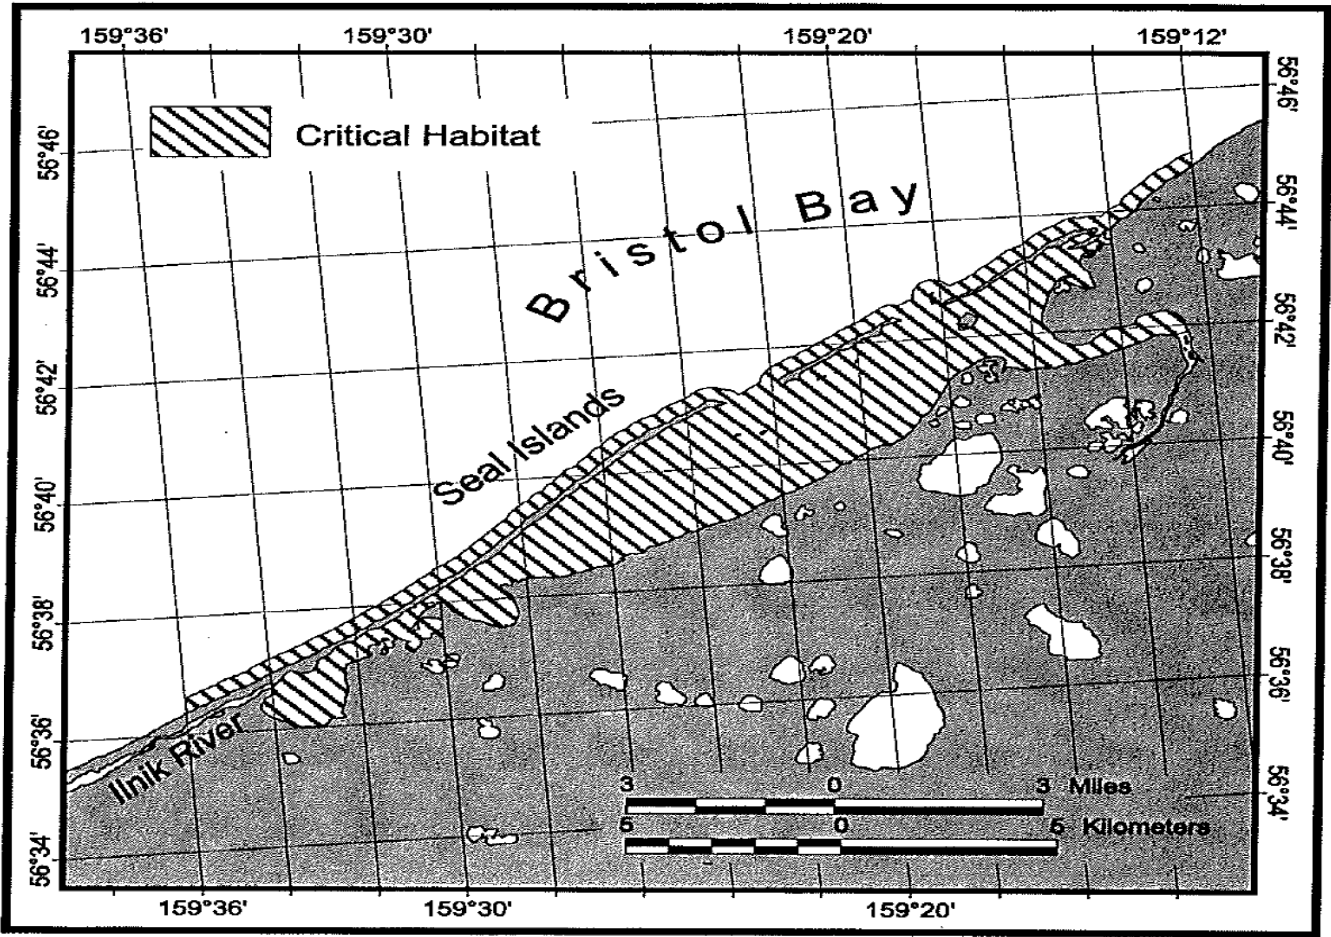 159°36' 159°30' 159°20' 159°12'
56°46'
Critical Habitat
56°46'
Bristol Bay
56°44'
56°44'
56°42'
56°42'
Seal Islands
56°40'
56°40'
56°38'
56°38'
56°36'
56°36'
Ilnik River
3 0 3 Miles
56°34'
5 0 5 Kilometers
56°34'
159°36' 159°30' 159°20'